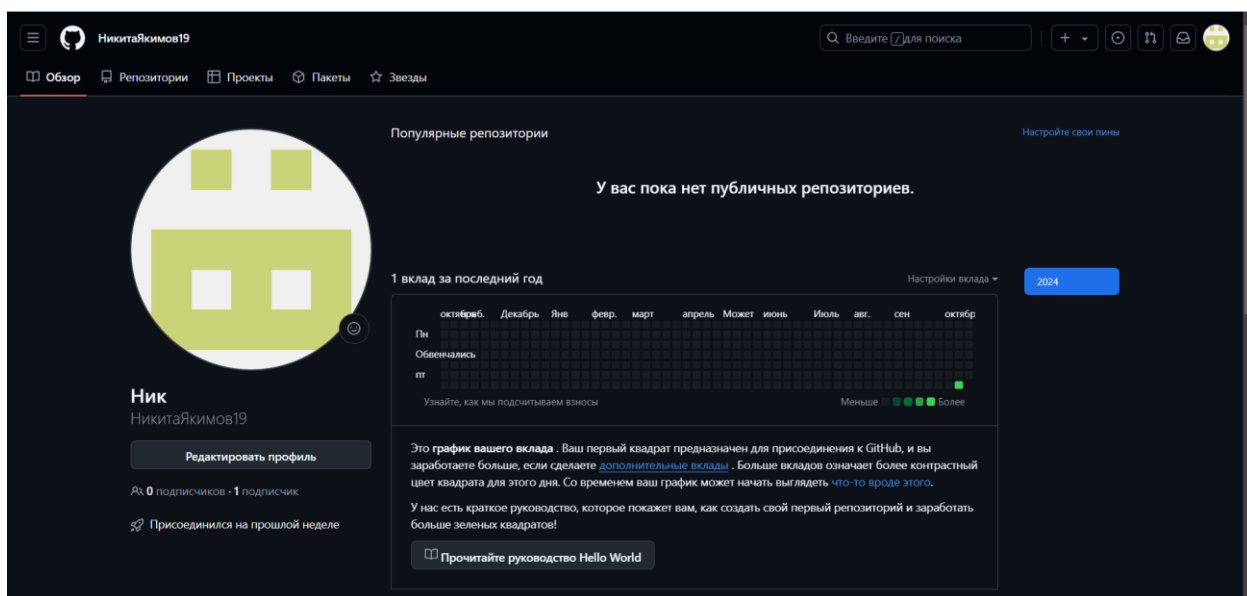 НикитаЯкимов19
Введите / для поиска
Обзор Репозитории Проекты Пакеты Звезды
Популярные репозитории
Настройте свои пины
У вас пока нет публичных репозиториев.
1 вклад за последний год
Настройки вклада
2024
Декабрь Янв февр. март апрель Может июнь Июль авг. сен октябр
Пн
Обвенчались
пт
Узнайте, как мы подсчитываем взносы
Меньше Более
Ник
НикитаЯкимов19
Редактировать профиль
0 подписчиков · 1 подписчик
Присоединился на прошлой неделе
Это график вашего вклада . Ваш первый квадрат предназначен для присоединения к GitHub, и вы
заработаете больше, если сделаете дополнительные вклады . Больше вкладов означает более контрастный
цвет квадрата для этого дня. Со временем ваш график может начать выглядеть что-то вроде этого.
У нас есть краткое руководство, которое покажет вам, как создать свой первый репозиторий и заработать
больше зеленых квадратов!
Прочитайте руководство Hello World